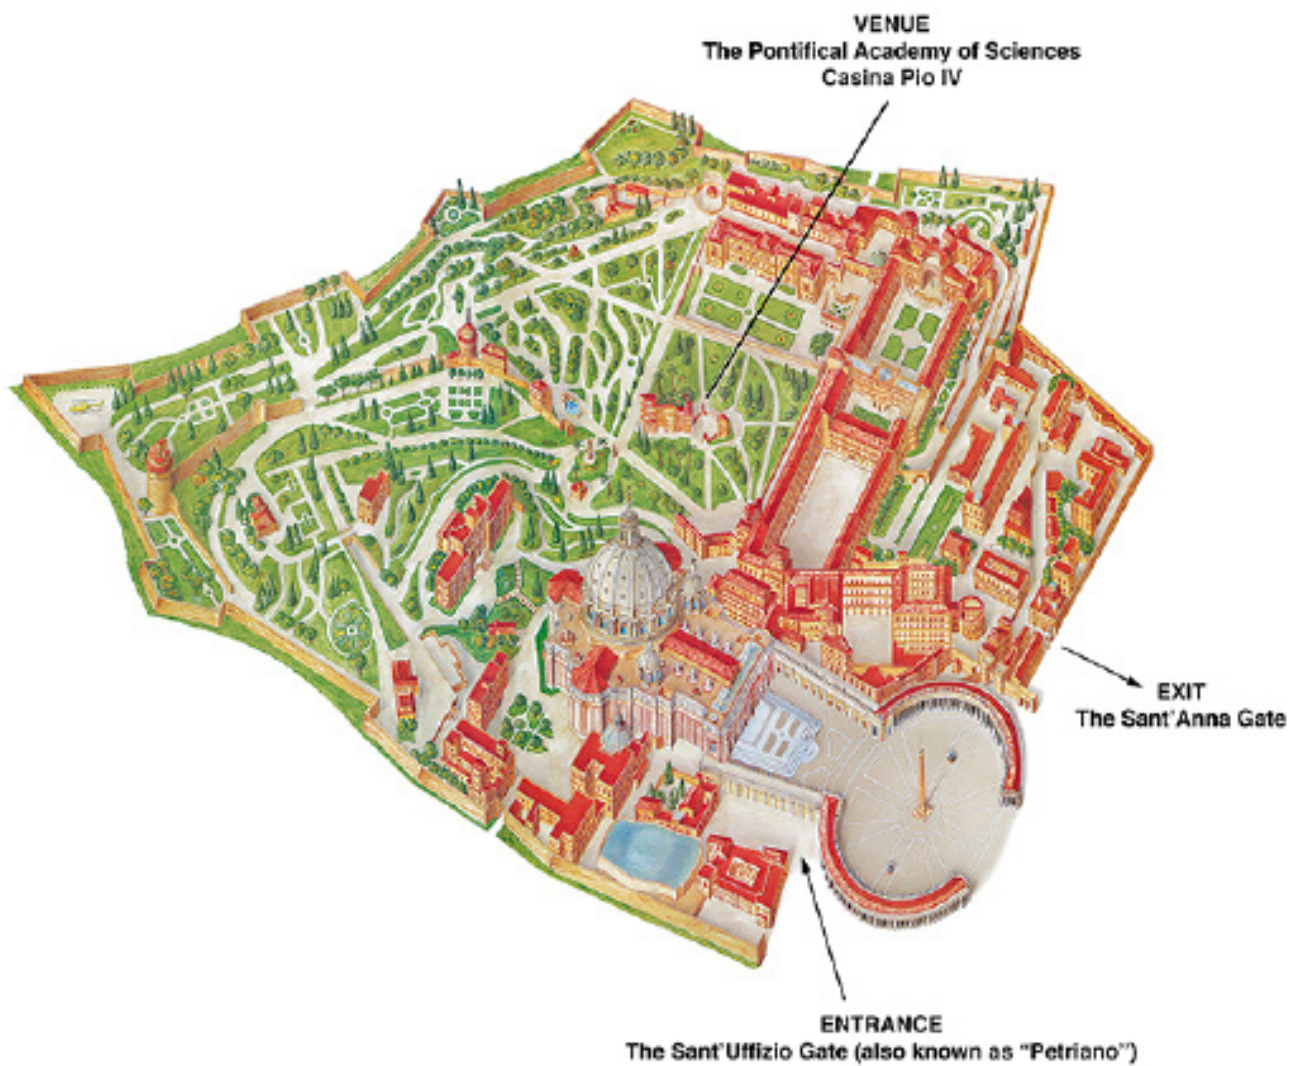 VENUE
The Pontifical Academy of Sciences
Casina Pio IV
EXIT
The Sant'Anna Gate
ENTRANCE
The Sant'Uffizio Gate (also known as "Petriano")